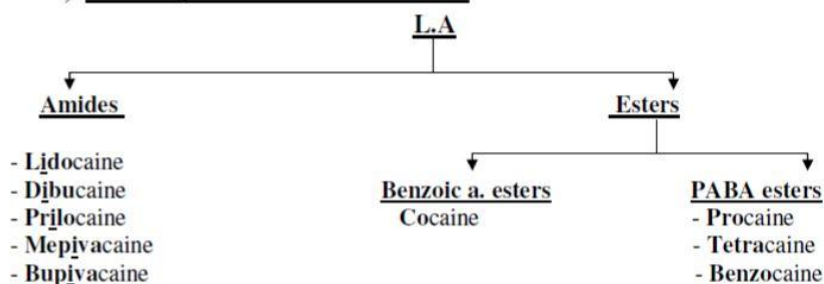 L.A
Amides Esters
- Lidocaine
- Dibucaine Benzoic a. esters PABA esters
- Prilocaine Cocaine - Procaine
- Mepivacaine - Tetracaine
- Bupivacaine - Benzocaine